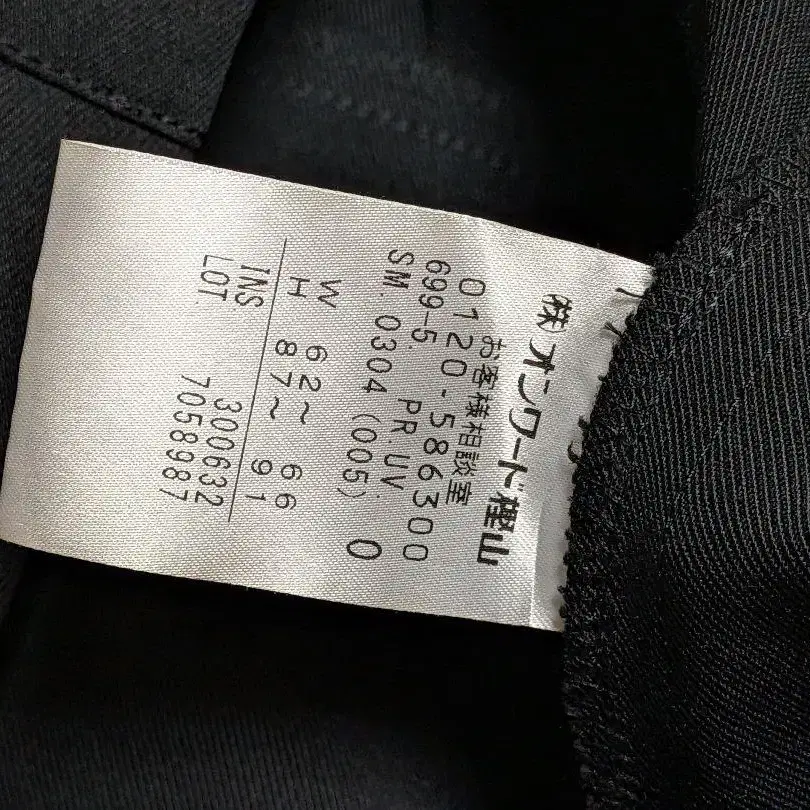 ㈱オンワード樫山
お客様相談室
0120-586300
699-5. PR.UV O
SM.0304 (005)
W 62～ 66
H 87～ 91
INS 300632
LOT 7058987